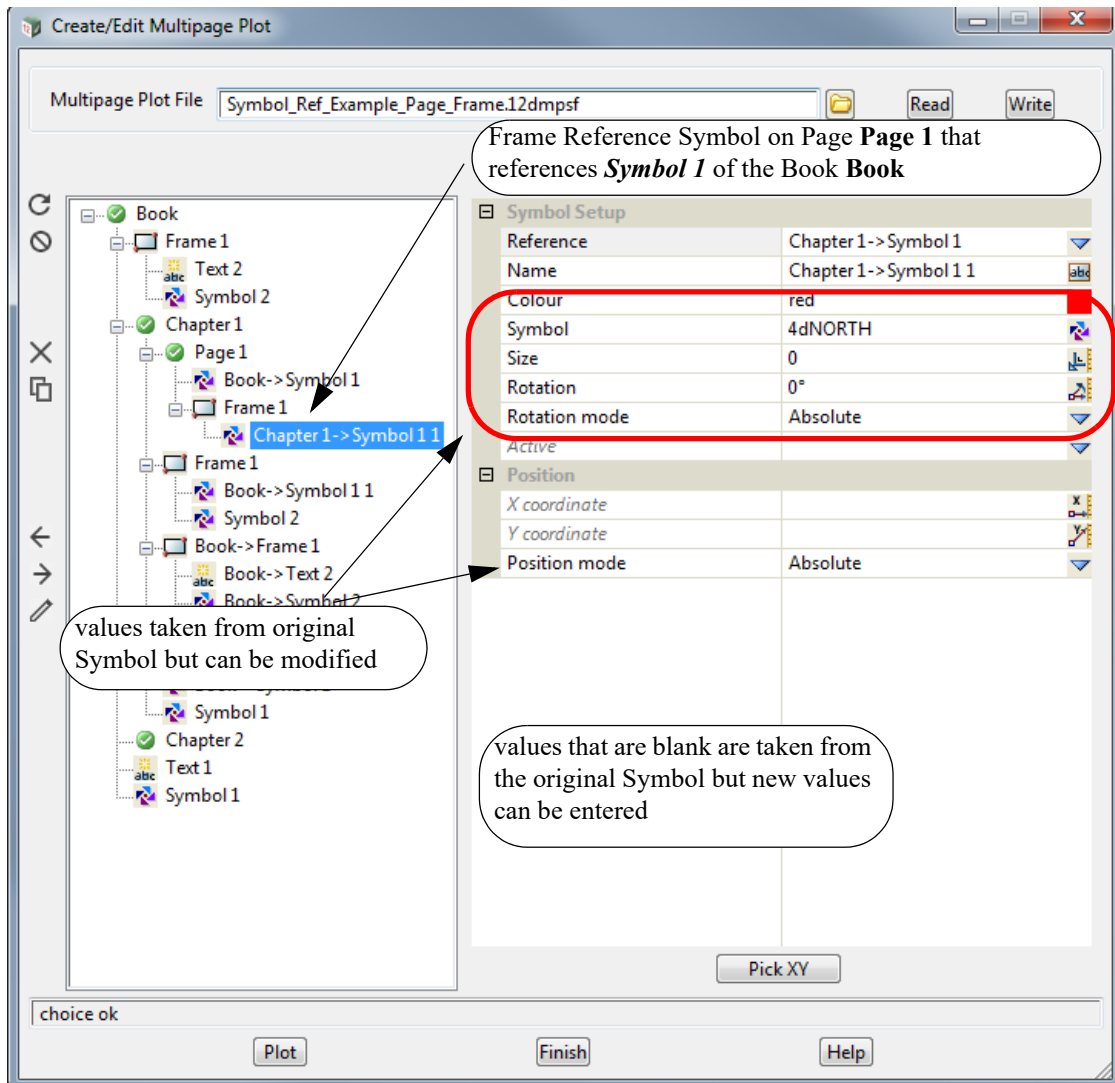 Create/Edit Multipage Plot
Multipage Plot File Symbol_Ref_Example_Page_Frame.12dmpsf Read Write
Frame Reference Symbol on Page Page 1 that
references Symbol 1 of the Book Book
Book
Frame 1
abc Text 2
Symbol 2
Chapter 1
Page 1
Book->Symbol 1
Frame 1
Chapter 1->Symbol 1 1
Frame 1
Book->Symbol 1 1
Symbol 2
Book->Frame 1
abc Book->Text 2
Book->Symbol 2
values taken from original
Symbol but can be modified
Symbol 1
Chapter 2
abc Text 1
Symbol 1
Symbol Setup
Reference Chapter 1->Symbol 1
Name Chapter 1->Symbol 1 1 abc
Colour red
Symbol 4dNORTH
Size 0
Rotation 0°
Rotation mode Absolute
Active
Position
X coordinate X
Y coordinate Y
Position mode Absolute
values that are blank are taken from
the original Symbol but new values
can be entered
Pick XY
choice ok
Plot Finish Help